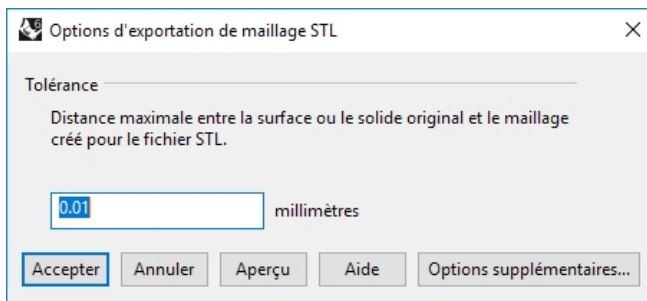 Options d'exportation de maillage STL
Tolérance
Distance maximale entre la surface ou le solide original et le maillage
créé pour le fichier STL.
0.01 millimètres
Accepter Annuler Aperçu Aide Options supplémentaires...